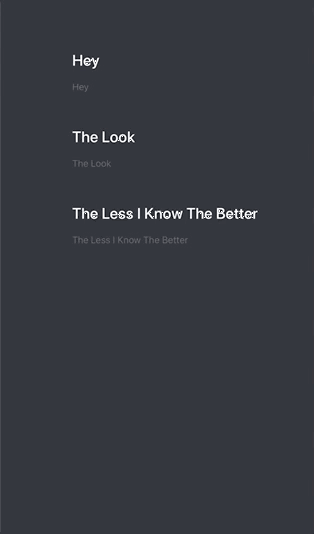 Hey
Hey
The Look
The Look
The Less I Know The Better
The Less I Know The Better